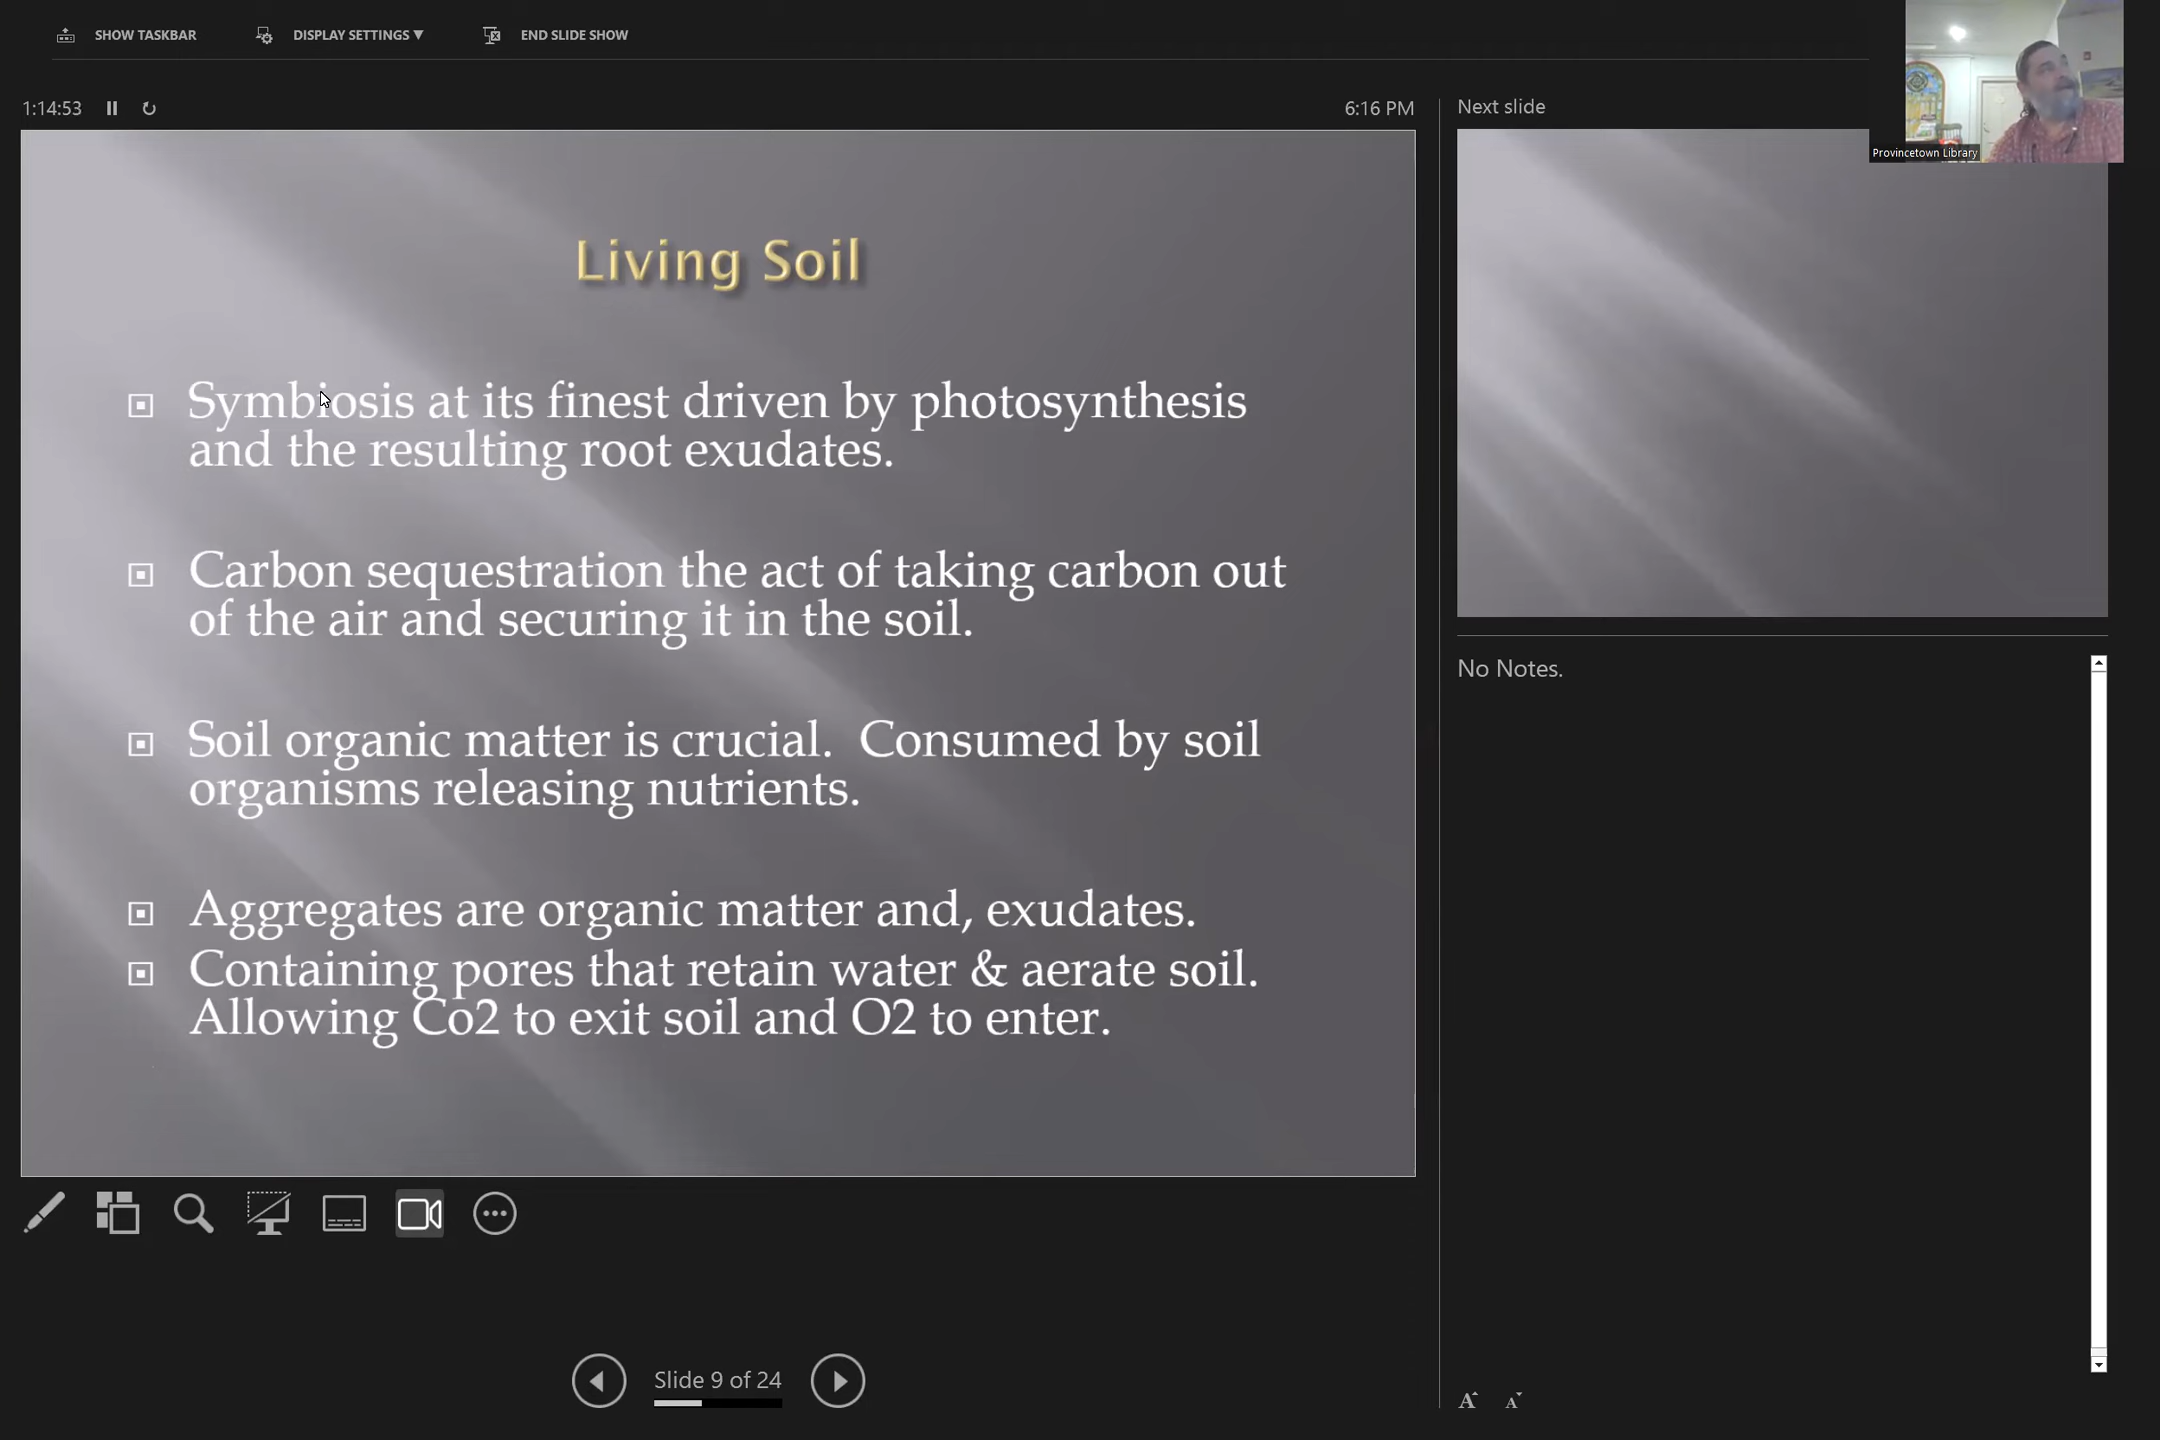 SHOW TASKBAR
DISPLAY SETTINGS ▼
END SLIDE SHOW
1:14:53
6:16 PM
Next slide
Provincetown Library
Living Soil
Symbiosis at its finest driven by photosynthesis
and the resulting root exudates.
Carbon sequestration the act of taking carbon out
of the air and securing it in the soil.
Soil organic matter is crucial.  Consumed by soil
organisms releasing nutrients.
Aggregates are organic matter and, exudates.
Containing pores that retain water & aerate soil.
Allowing Co2 to exit soil and O2 to enter.
No Notes.
Slide 9 of 24
A A